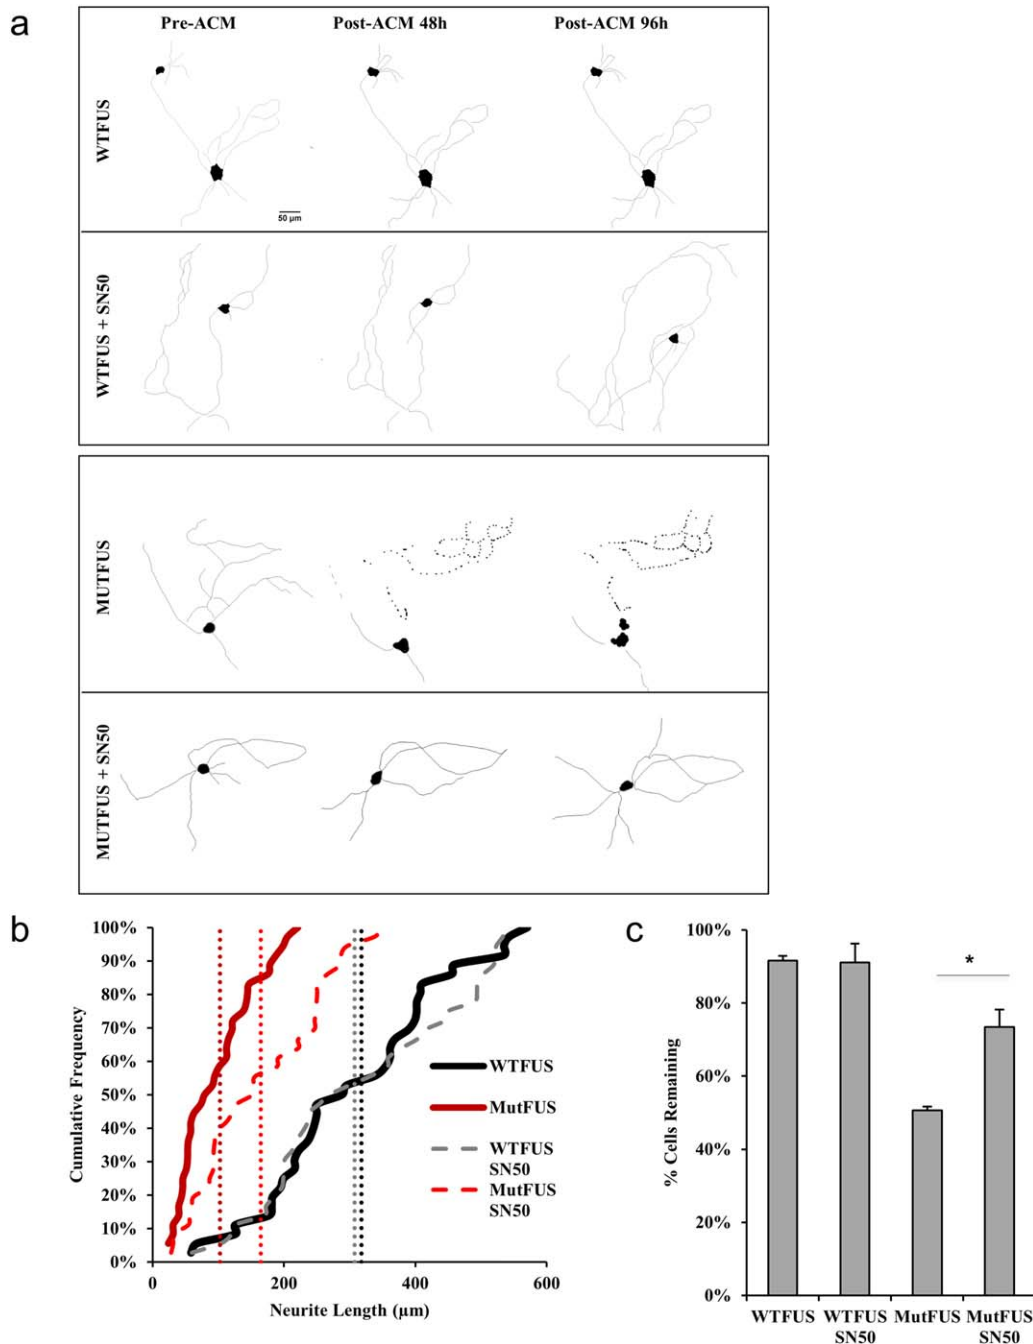 a
Pre-ACM
Post-ACM 48h
Post-ACM 96h
WTFUS
50 µm
WTFUS + SN50
MUTFUS
MUTFUS + SN50
b
100%
90%
80%
70%
60%
50%
40%
30%
20%
10%
0%
Cumulative Frequency
0
200
400
600
Neurite Length (µm)
WTFUS
MutFUS
WTFUS
SN50
MutFUS
SN50
c
100%
80%
60%
40%
20%
0%
% Cells Remaining
*
WTFUS
WTFUS
SN50
MutFUS
MutFUS
SN50